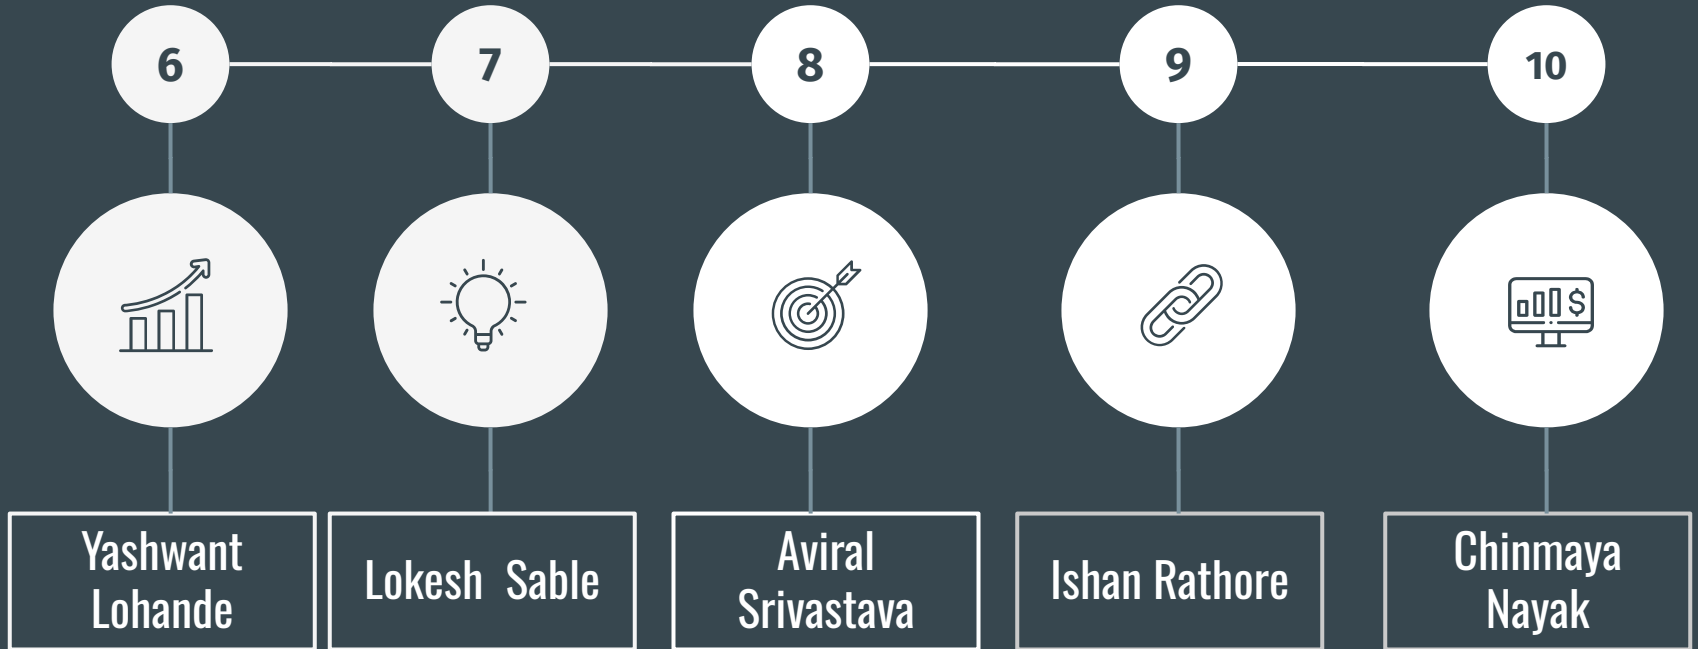 6
7
8
9
10
$
Yashwant
Lohande
Lokesh  Sable
Aviral
Srivastava
Ishan Rathore
Chinmaya
Nayak